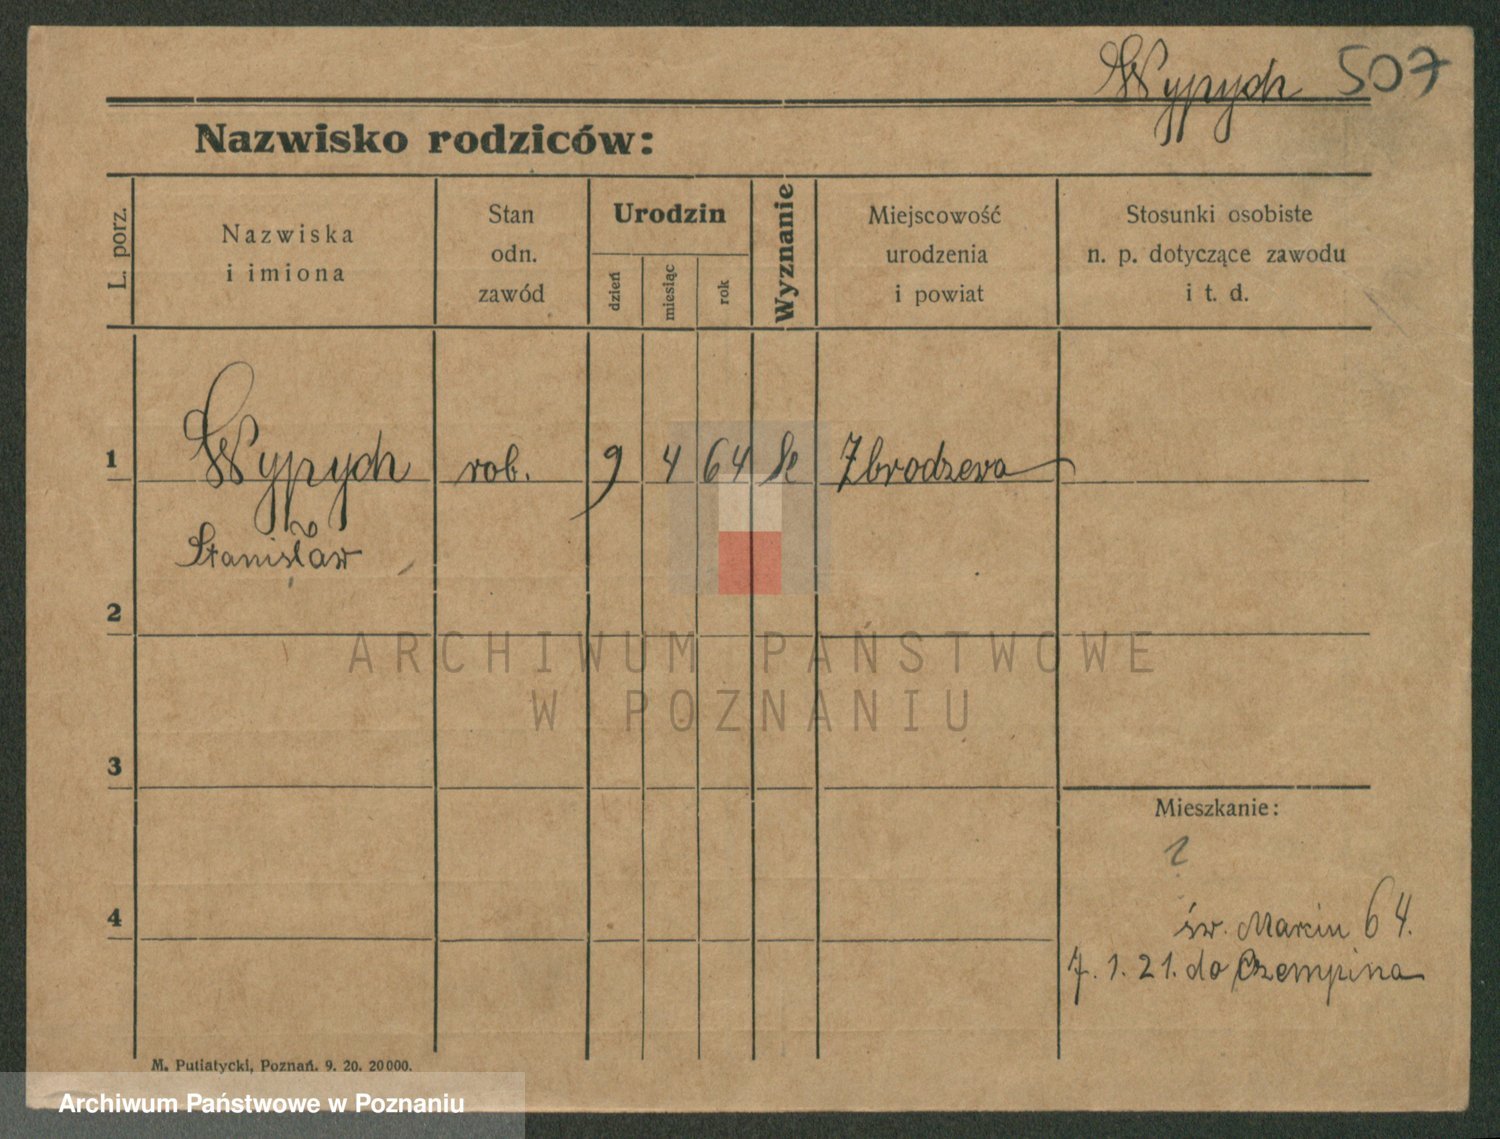 Wypych 507
Nazwisko rodziców:
L. porz.
Nazwiska
i imiona
Stan
odn.
zawód
Urodzin
dzień
miesiąc
rok
Wyznanie
Miejscowość
urodzenia
i powiat
Stosunki osobiste
n. p. dotyczące zawodu
i t. d.
1 Wypych rob. 9 4 64 k Zbrodzewa
Stanisław
2
ARCHIWUM PAŃSTWOWE
W POZNANIU
3
Mieszkanie:
?
4
św. Marcin 64.
7. 1. 21. do Czempina
M. Putiatycki, Poznań. 9. 20. 20000.
Archiwum Państwowe w Poznaniu